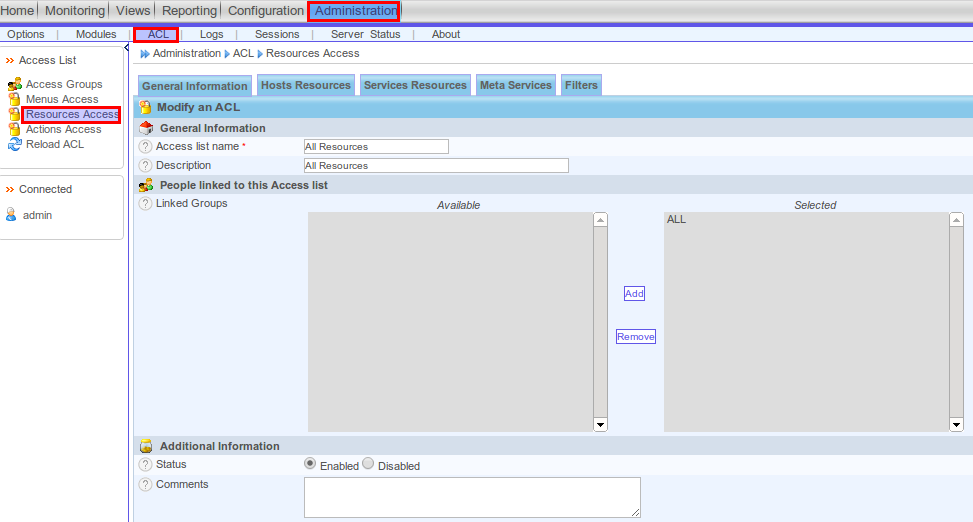 Home Monitoring Views Reporting Configuration Administration
Options | Modules | ACL | Logs | Sessions | Server Status | About
Access List
Access Groups
Menus Access
Resources Access
Actions Access
Reload ACL
Connected
admin
Administration ACL Resources Access
General Information Hosts Resources Services Resources Meta Services Filters
Modify an ACL
General Information
? Access list name * All Resources
? Description All Resources
People linked to this Access list
? Linked Groups
Available Selected
ALL
Add
Remove
Additional Information
? Status Enabled Disabled
? Comments